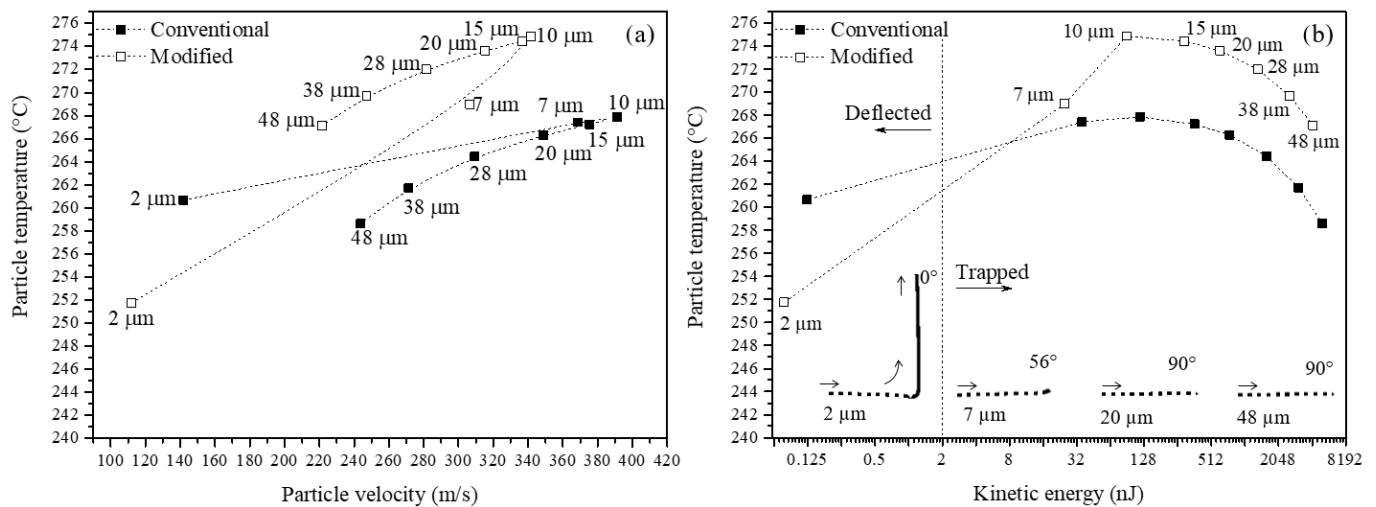 Conventional
Modified
(a)
Particle temperature (°C)
276
274
272
270
268
266
264
262
260
258
256
254
252
250
248
246
244
242
240
15 μm
10 μm
20 μm
28 μm
38 μm
48 μm
7 μm
7 μm
10 μm
15 μm
20 μm
28 μm
38 μm
48 μm
2 μm
2 μm
100 120 140 160 180 200 220 240 260 280 300 320 340 360 380 400 420
Particle velocity (m/s)
Conventional
Modified
(b)
Particle temperature (°C)
276
274
272
270
268
266
264
262
260
258
256
254
252
250
248
246
244
242
240
10 μm
15 μm
20 μm
28 μm
38 μm
48 μm
7 μm
Deflected
Trapped
2 μm
0°
56°
90°
90°
2 μm
7 μm
20 μm
48 μm
0.125 0.5 2 8 32 128 512 2048 8192
Kinetic energy (nJ)